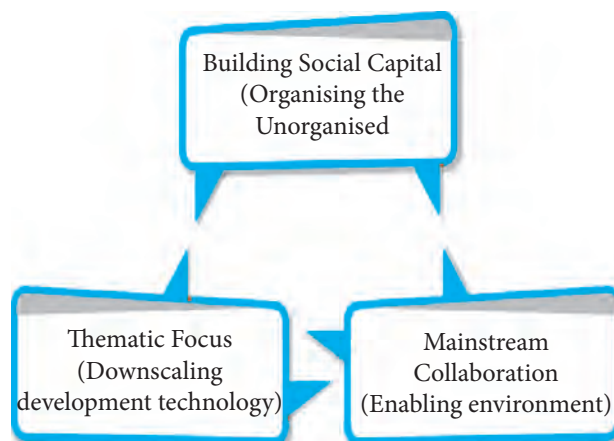 Building Social Capital
(Organising the
Unorganised
Thematic Focus
(Downscaling
development technology)
Mainstream
Collaboration
(Enabling environment)